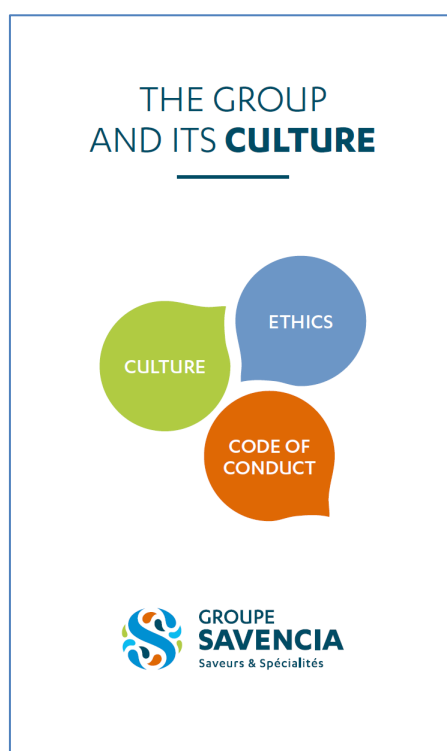 THE GROUP
AND ITS CULTURE
ETHICS
CULTURE
CODE OF
CONDUCT
GROUPE
SAVENCIA
Saveurs & Spécialités